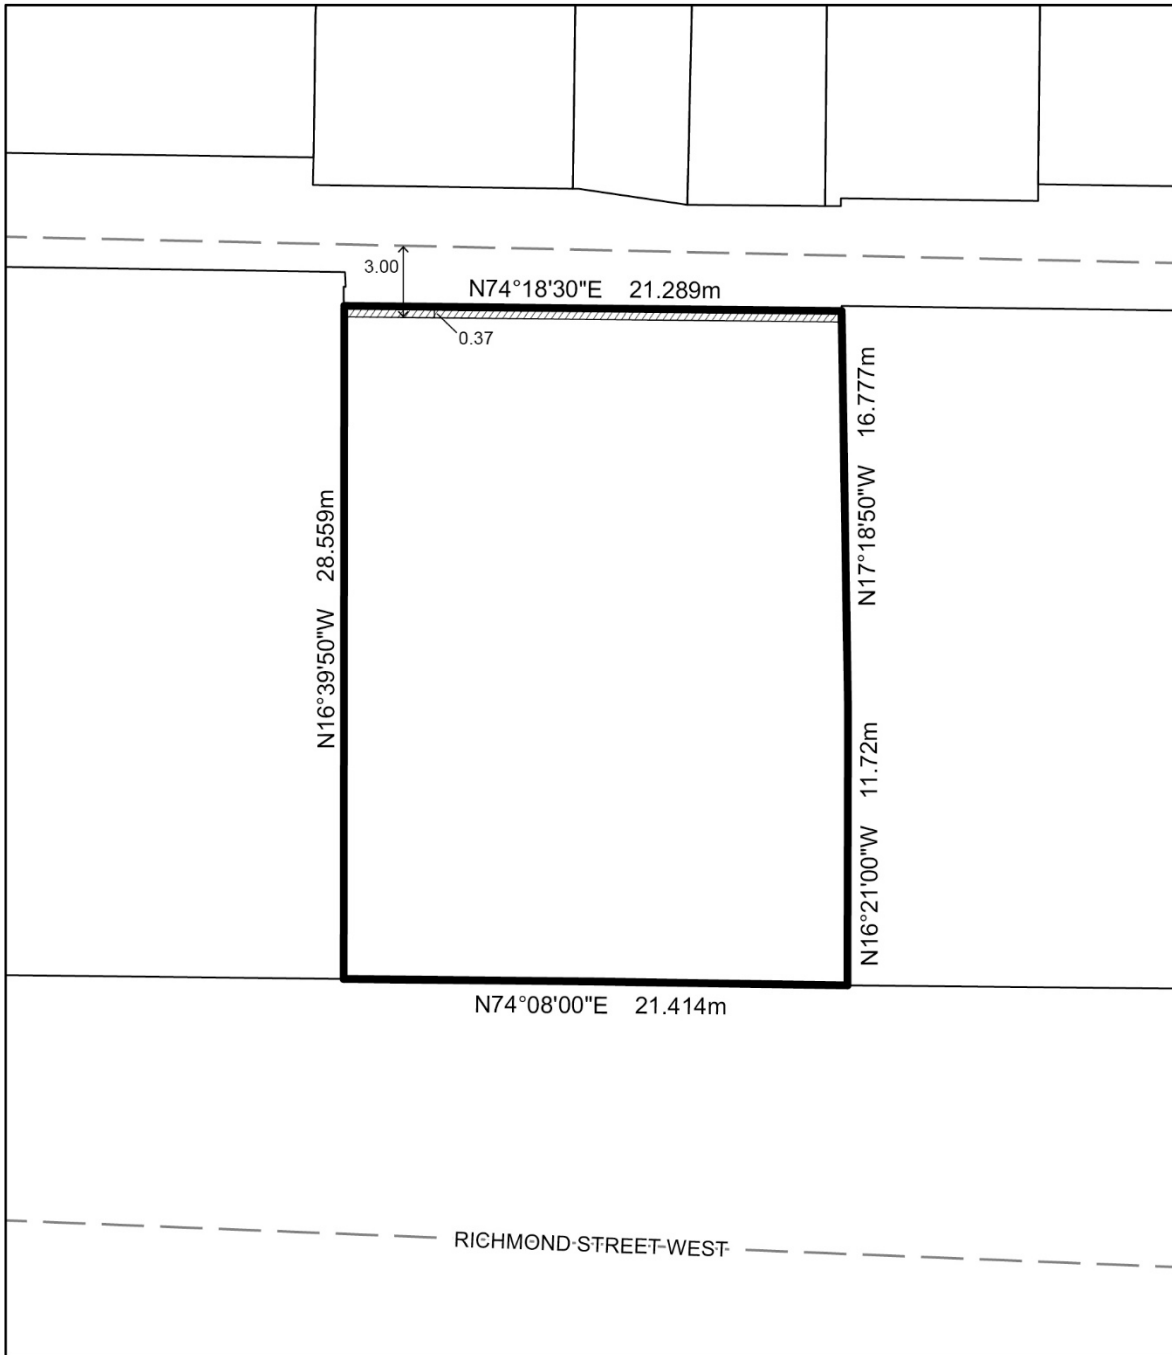 3.00
N74°18'30"E 21.289m
0.37
N17°18'50"W 16.777m
N16°39'50"W 28.559m
N16°21'00"W 11.72m
N74°08'00"E 21.414m
RICHMOND STREET WEST